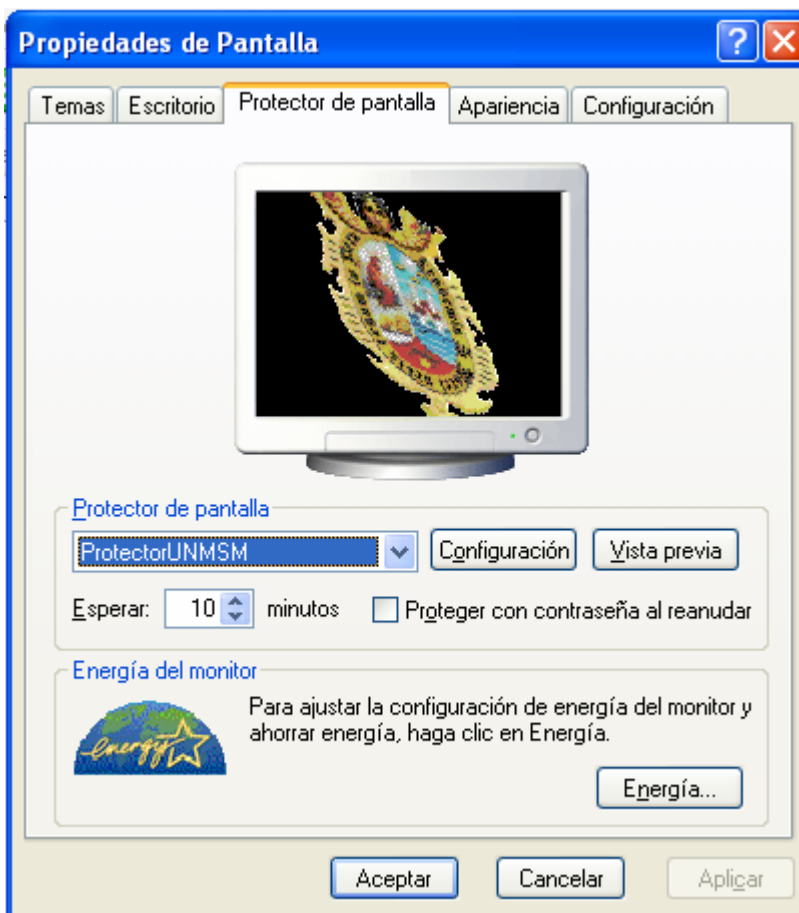 Propiedades de Pantalla
Temas Escritorio Protector de pantalla Apariencia Configuración
Protector de pantalla
ProtectorUNMSM Configuración Vista previa
Esperar: 10 minutos Proteger con contraseña al reanudar
Energía del monitor
energy
Para ajustar la configuración de energía del monitor y
ahorrar energía, haga clic en Energía.
Energía...
Aceptar Cancelar Aplicar